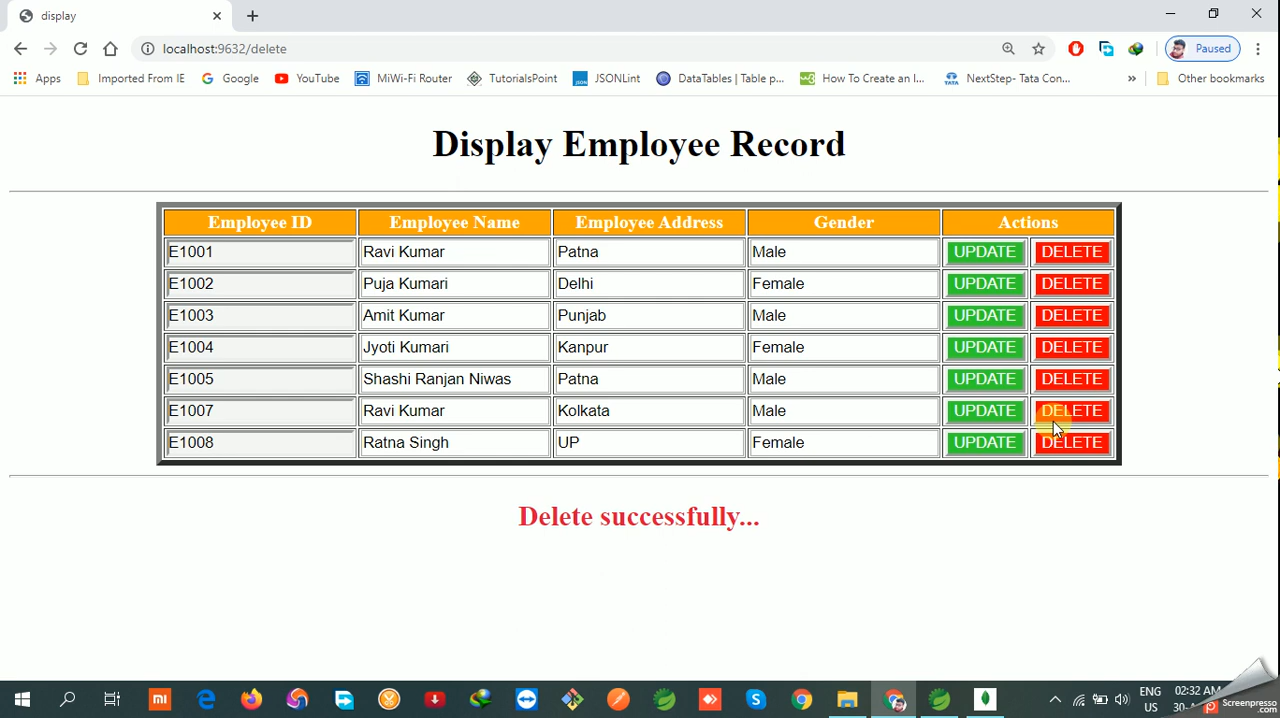 display
localhost:9632/delete
Paused
Apps Imported From IE Google YouTube MiWi-Fi Router TutorialsPoint JSONLint DataTables | Table p... How To Create an I... NextStep- Tata Con... » Other bookmarks
Display Employee Record
Employee ID Employee Name Employee Address Gender Actions
E1001 Ravi Kumar Patna Male UPDATE DELETE
E1002 Puja Kumari Delhi Female UPDATE DELETE
E1003 Amit Kumar Punjab Male UPDATE DELETE
E1004 Jyoti Kumari Kanpur Female UPDATE DELETE
E1005 Shashi Ranjan Niwas Patna Male UPDATE DELETE
E1007 Ravi Kumar Kolkata Male UPDATE DELETE
E1008 Ratna Singh UP Female UPDATE DELETE
Delete successfully...
ENG 02:32 AM
US
Screenpresso
.com